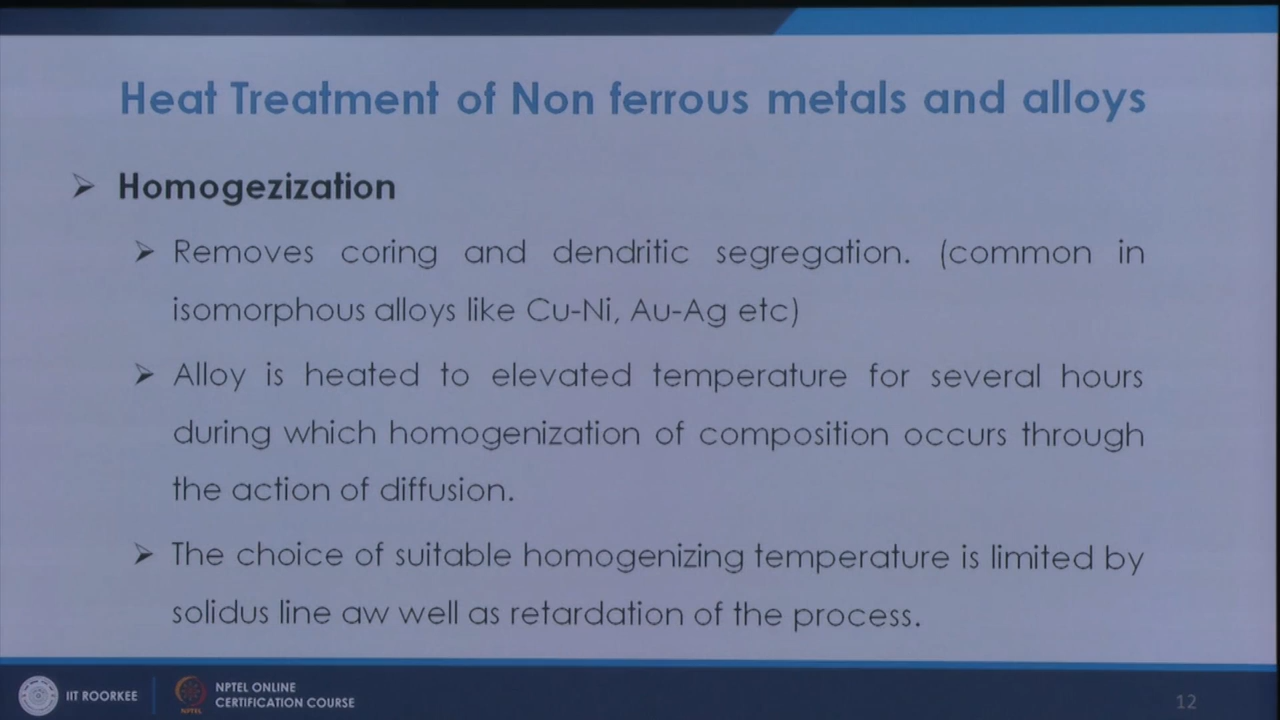 Heat Treatment of Non ferrous metals and alloys
Homogezization
Removes coring and dendritic segregation. (common in
isomorphous alloys like Cu-Ni, Au-Ag etc)
Alloy is heated to elevated temperature for several hours
during which homogenization of composition occurs through
the action of diffusion.
The choice of suitable homogenizing temperature is limited by
solidus line aw well as retardation of the process.
IIT ROORKEE
NPTEL
NPTEL ONLINE
CERTIFICATION COURSE
12